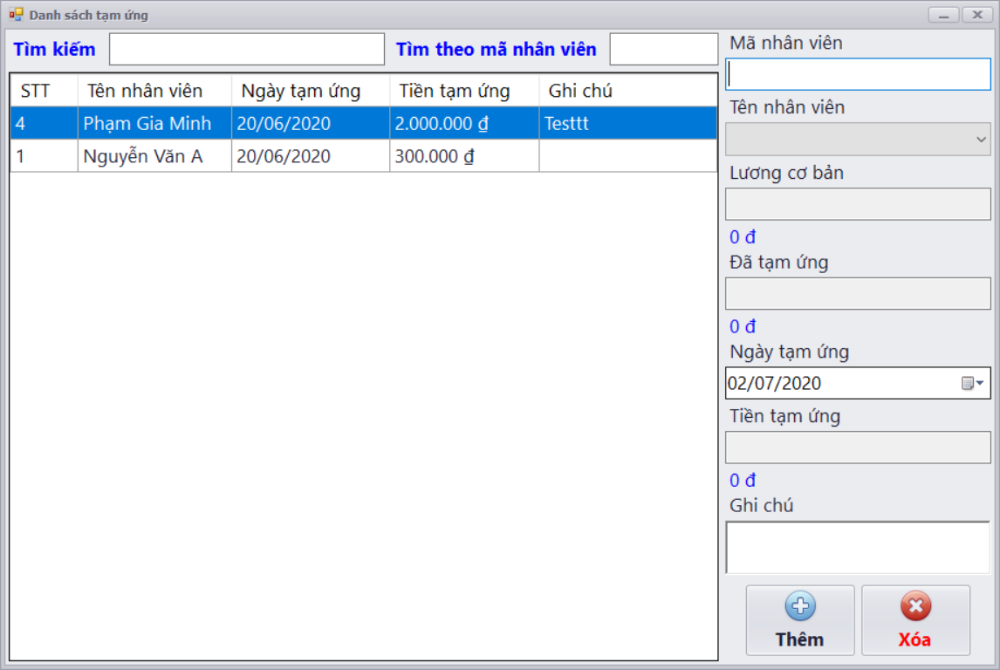 Danh sách tạm ứng
Tìm kiếm Tìm theo mã nhân viên
STT Tên nhân viên Ngày tạm ứng Tiền tạm ứng Ghi chú
4 Phạm Gia Minh 20/06/2020 2.000.000 ₫ Testtt
1 Nguyễn Văn A 20/06/2020 300.000 ₫
Mã nhân viên
Tên nhân viên
Lương cơ bản
0 đ
Đã tạm ứng
0 đ
Ngày tạm ứng
02/07/2020
Tiền tạm ứng
0 đ
Ghi chú
Thêm Xóa